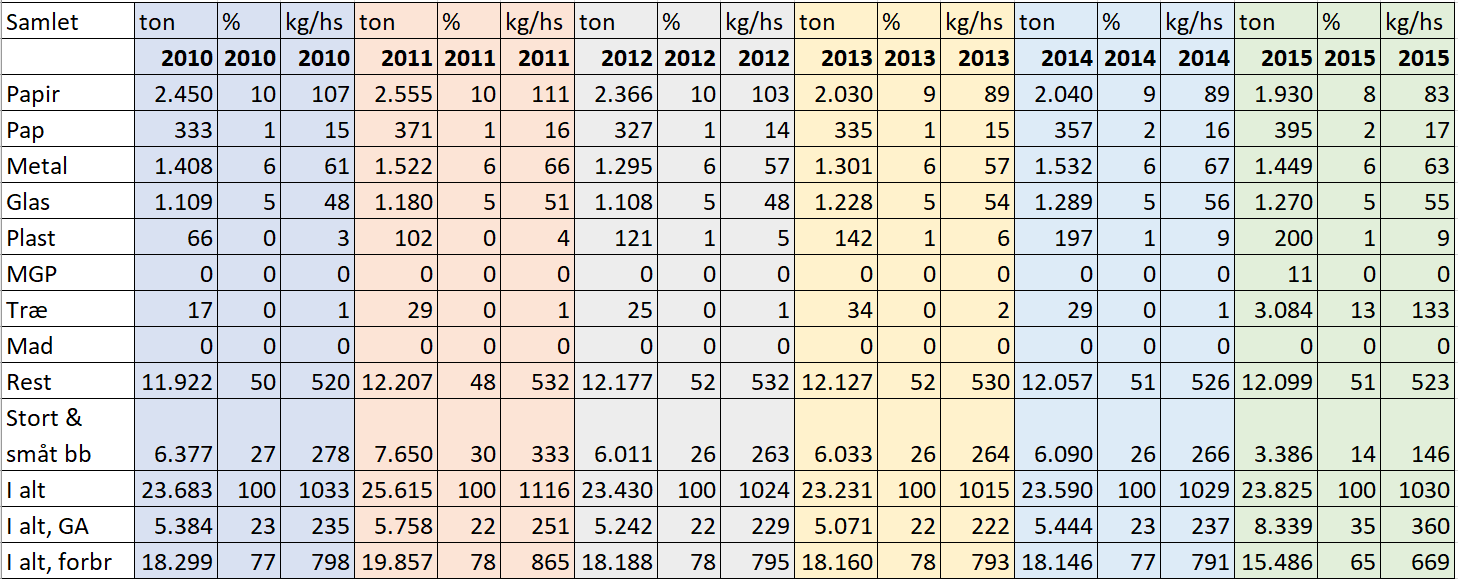 Samlet ton % kg/hs ton % kg/hs ton % kg/hs ton % kg/hs ton % kg/hs ton % kg/hs
2010 2010 2010 2011 2011 2011 2012 2012 2012 2013 2013 2013 2014 2014 2014 2015 2015 2015
Papir 2.450 10 107 2.555 10 111 2.366 10 103 2.030 9 89 2.040 9 89 1.930 8 83
Pap 333 1 15 371 1 16 327 1 14 335 1 15 357 2 16 395 2 17
Metal 1.408 6 61 1.522 6 66 1.295 6 57 1.301 6 57 1.532 6 67 1.449 6 63
Glas 1.109 5 48 1.180 5 51 1.108 5 48 1.228 5 54 1.289 5 56 1.270 5 55
Plast 66 0 3 102 0 4 121 1 5 142 1 6 197 1 9 200 1 9
MGP 0 0 0 0 0 0 0 0 0 0 0 0 0 0 0 11 0 0
Træ 17 0 1 29 0 1 25 0 1 34 0 2 29 0 1 3.084 13 133
Mad 0 0 0 0 0 0 0 0 0 0 0 0 0 0 0 0 0 0
Rest 11.922 50 520 12.207 48 532 12.177 52 532 12.127 52 530 12.057 51 526 12.099 51 523
Stort &
småt bb 6.377 27 278 7.650 30 333 6.011 26 263 6.033 26 264 6.090 26 266 3.386 14 146
I alt 23.683 100 1033 25.615 100 1116 23.430 100 1024 23.231 100 1015 23.590 100 1029 23.825 100 1030
I alt, GA 5.384 23 235 5.758 22 251 5.242 22 229 5.071 22 222 5.444 23 237 8.339 35 360
I alt, forbr 18.299 77 798 19.857 78 865 18.188 78 795 18.160 78 793 18.146 77 791 15.486 65 669